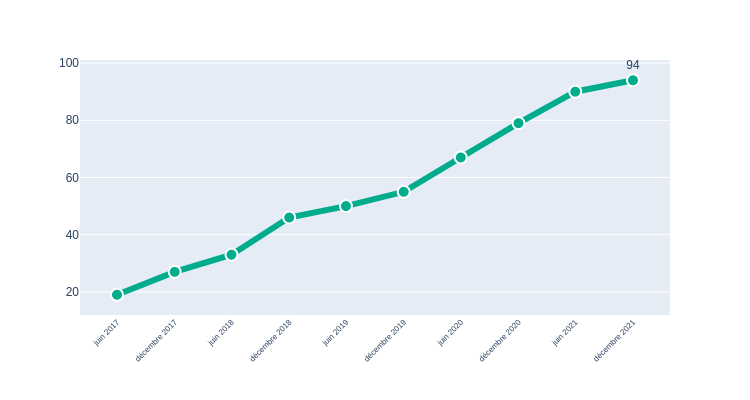 100
94
80
60
40
20
juin 2017
décembre 2017
juin 2018
décembre 2018
juin 2019
décembre 2019
juin 2020
décembre 2020
juin 2021
décembre 2021